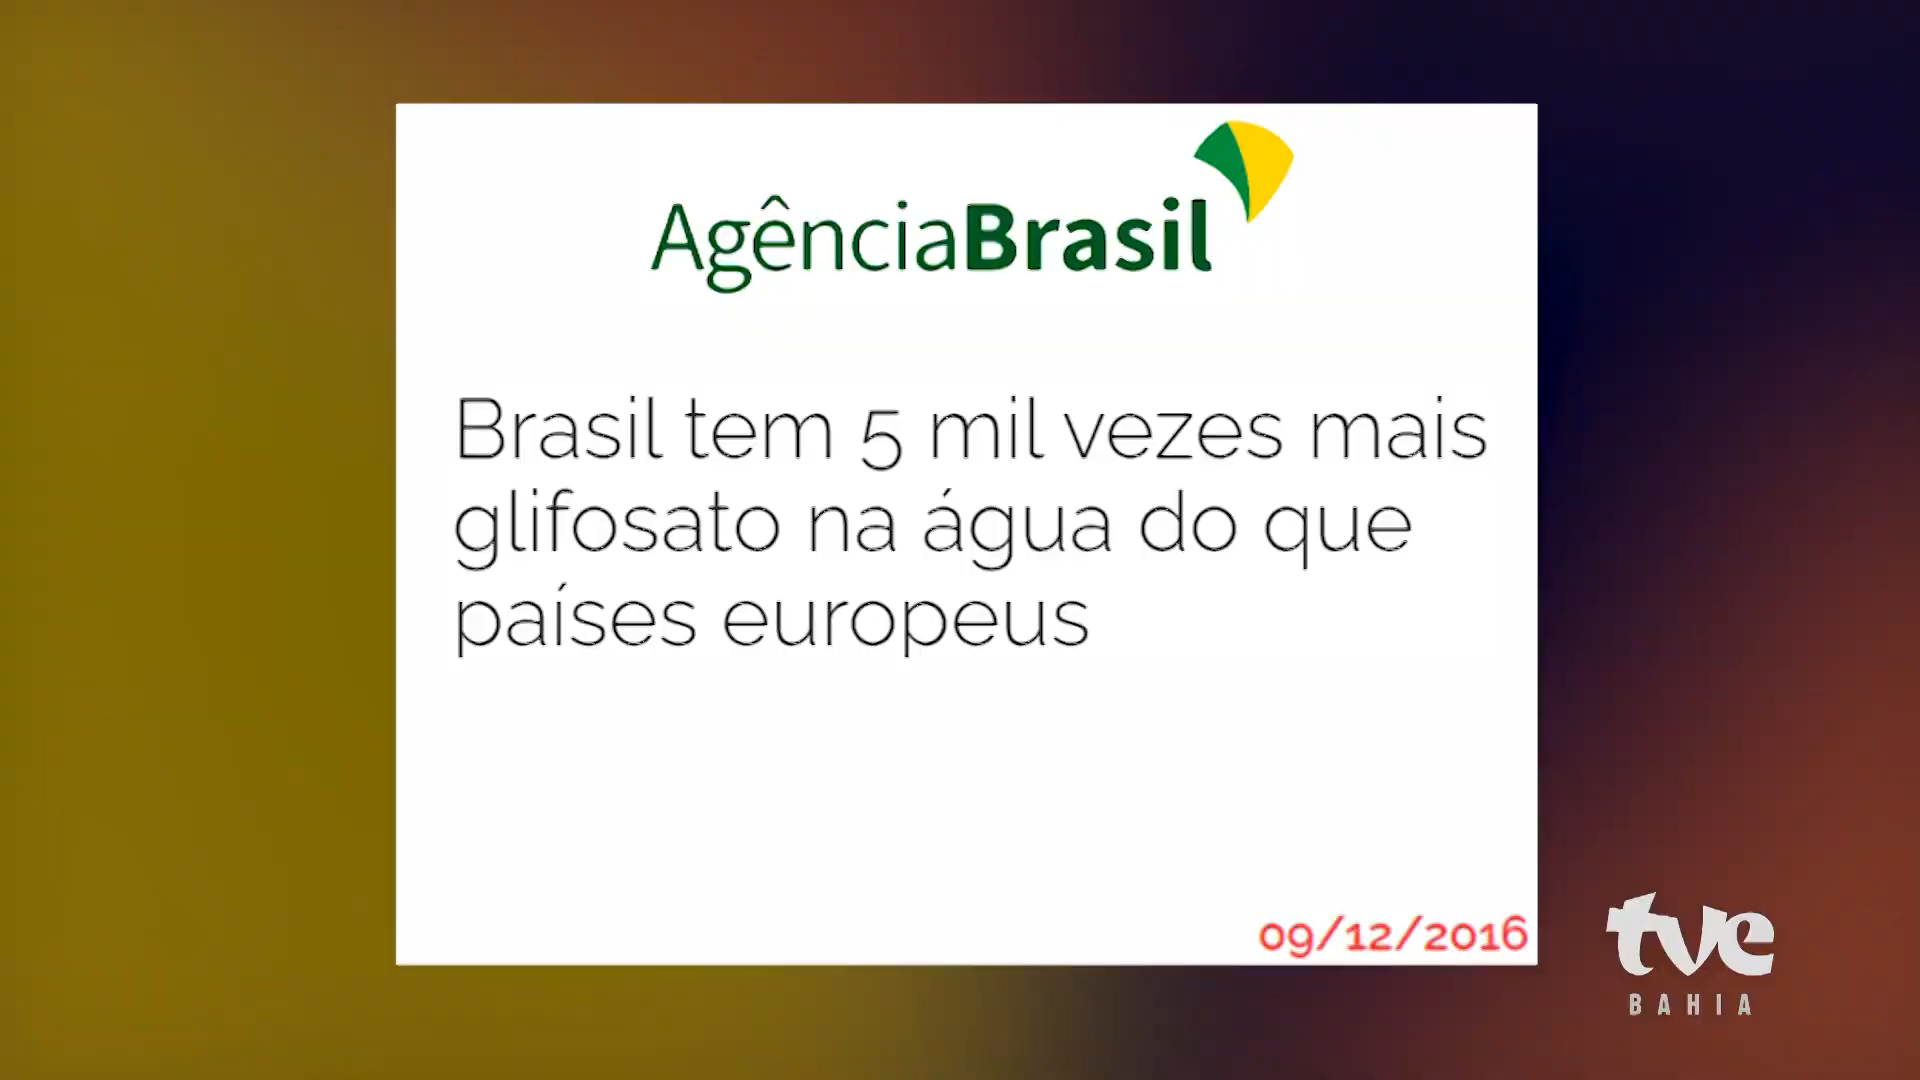 AgênciaBrasil
Brasil tem 5 mil vezes mais
glifosato na água do que
países europeus
09/12/2016
tve
BAHIA